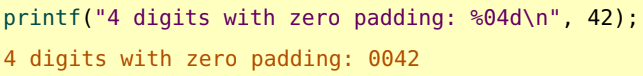 printf("4 digits with zero padding: %04d\n", 42);
4 digits with zero padding: 0042